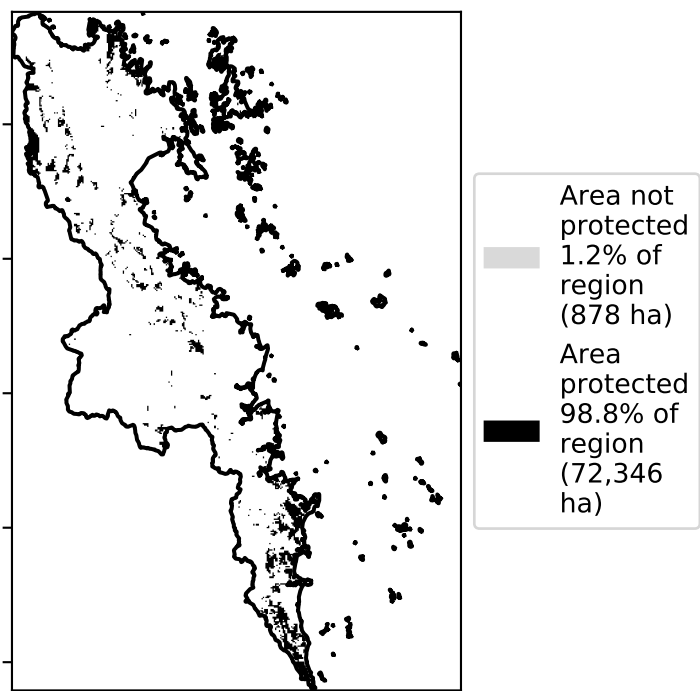 Area not
protected
1.2% of
region
(878 ha)
Area
protected
98.8% of
region
(72,346
ha)